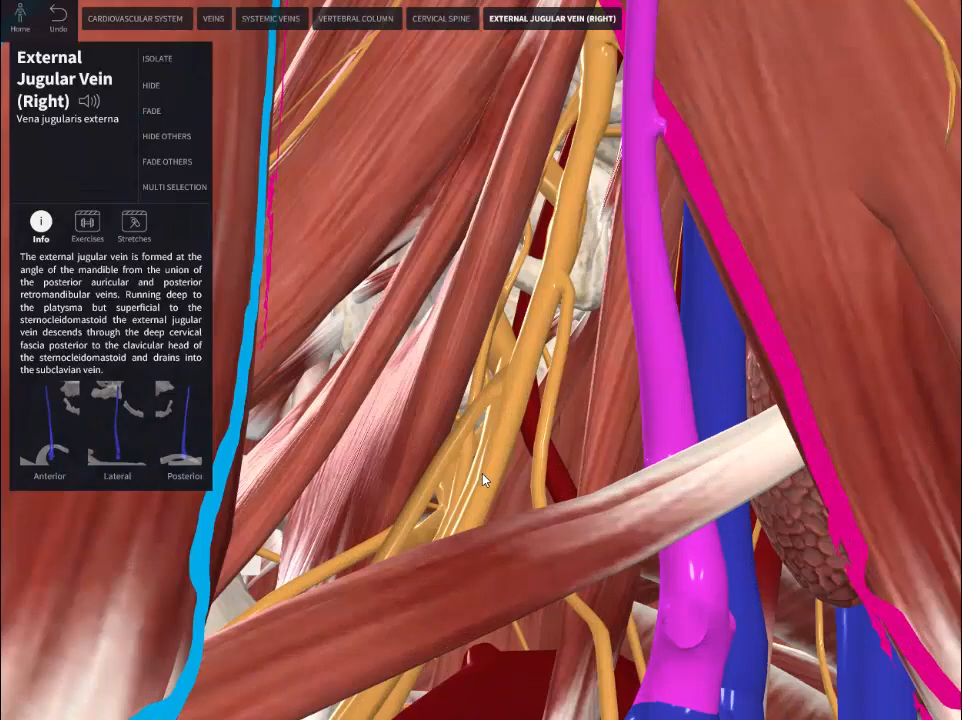 Home
Undo
CARDIOVASCULAR SYSTEM
VEINS
SYSTEMIC VEINS
VERTEBRAL COLUMN
CERVICAL SPINE
EXTERNAL JUGULAR VEIN (RIGHT)
External
Jugular Vein
(Right)
Vena jugularis externa
ISOLATE
HIDE
FADE
HIDE OTHERS
FADE OTHERS
MULTI SELECTION
Info
Exercises
Stretches
The external jugular vein is formed at the
angle of the mandible from the union of
the posterior auricular and posterior
retromandibular veins. Running deep to
the platysma but superficial to the
sternocleidomastoid the external jugular
vein descends through the deep cervical
fascia posterior to the clavicular head of
the sternocleidomastoid and drains into
the subclavian vein.
Anterior
Lateral
Posterior